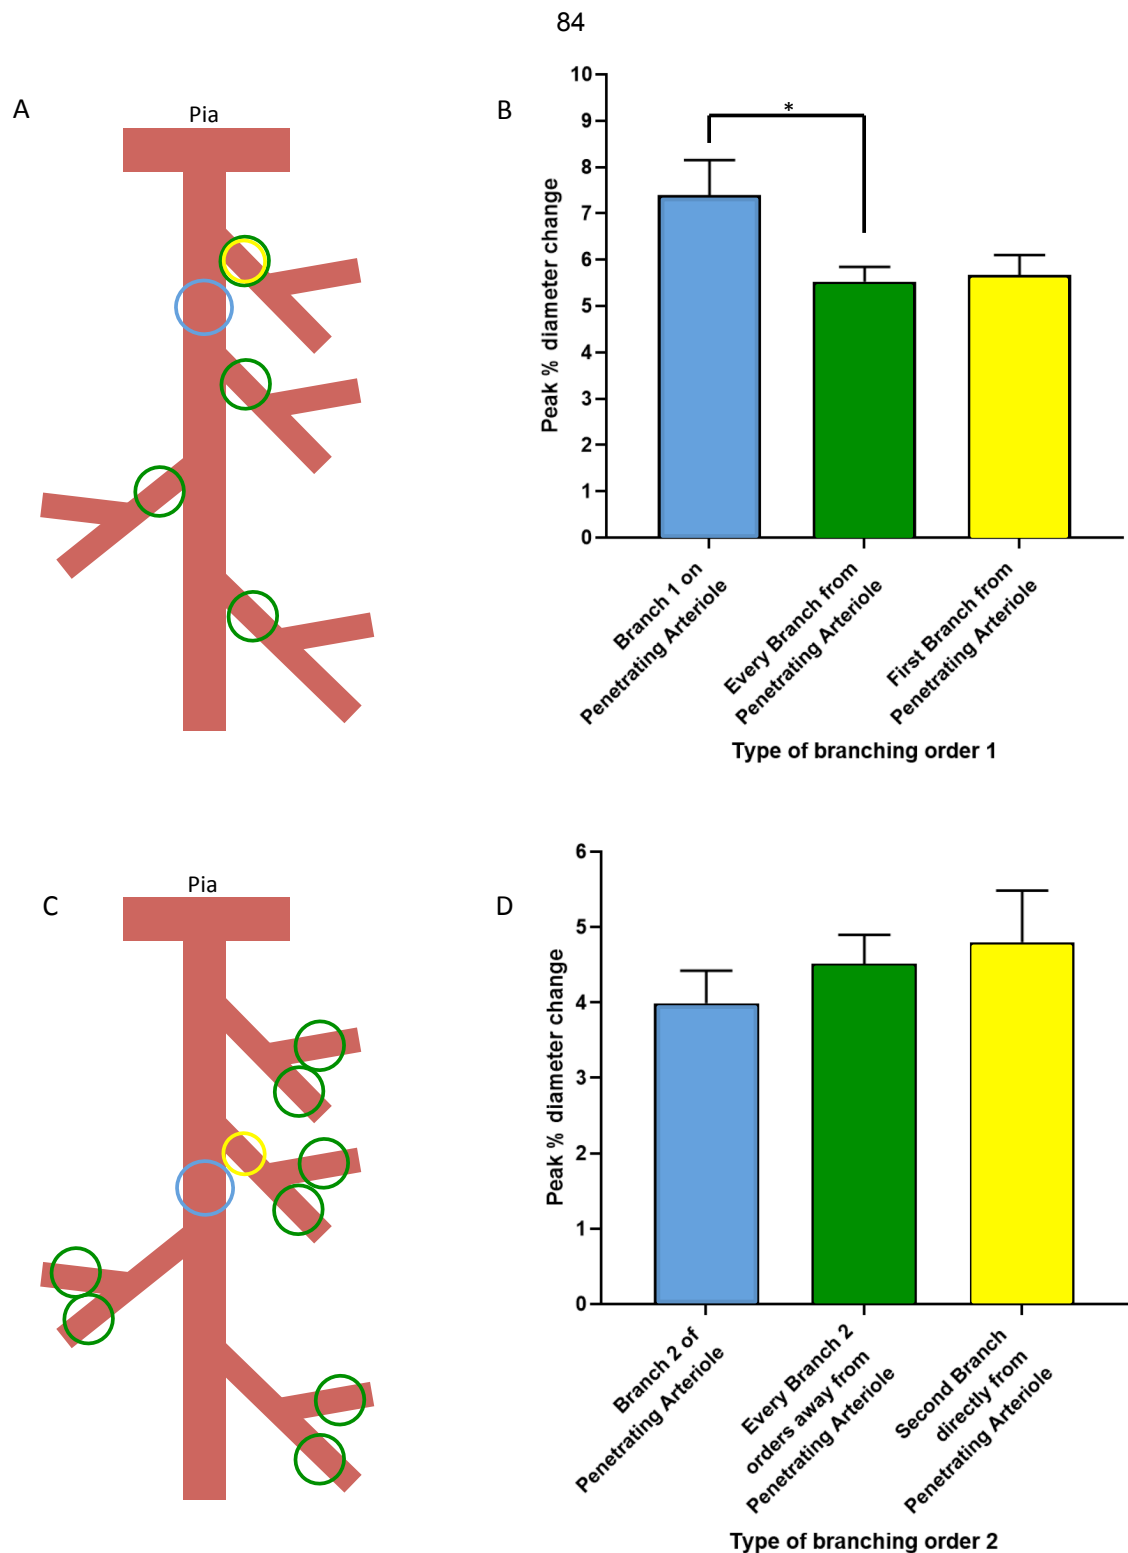 84
A
Pia
B
10
9
8
7
6
5
4
3
2
1
0
*
Peak % diameter change
Branch 1 on
Penetrating Arteriole
Every Branch from
Penetrating Arteriole
First Branch from
Penetrating Arteriole
Type of branching order 1
C
Pia
D
6
5
4
3
2
1
0
Peak % diameter change
Branch 2 of
Penetrating Arteriole
Every Branch 2
orders away from
Penetrating Arteriole
Second Branch
directly from
Penetrating Arteriole
Type of branching order 2